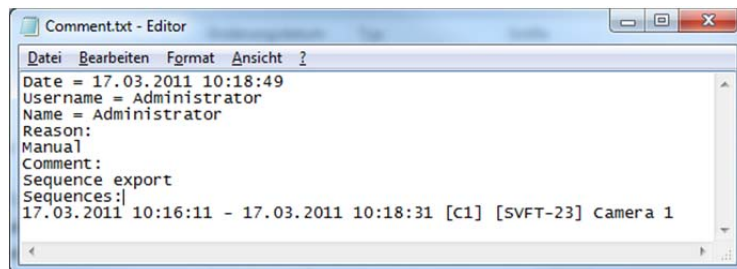 Comment.txt - Editor
Datei Bearbeiten Format Ansicht ?
Date = 17.03.2011 10:18:49
Username = Administrator
Name = Administrator
Reason:
Manual
Comment:
Sequence export
Sequences:
17.03.2011 10:16:11 - 17.03.2011 10:18:31 [C1] [SVFT-23] Camera 1